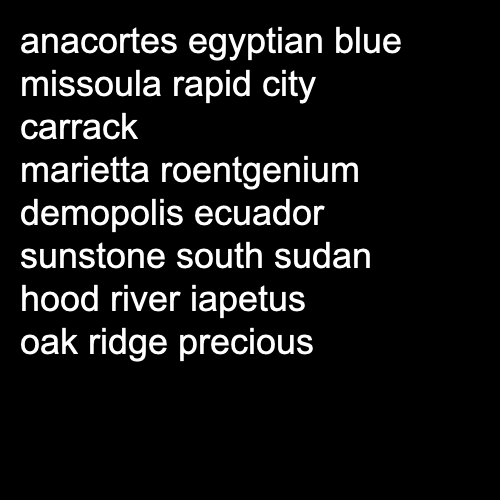 anacortes egyptian blue
missoula rapid city
carrack
marietta roentgenium
demopolis ecuador
sunstone south sudan
hood river iapetus
oak ridge precious